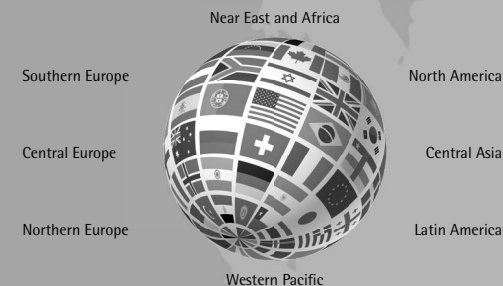 Near East and Africa
Southern Europe
North America
Central Europe
Central Asia
Northern Europe
Latin America
Western Pacific